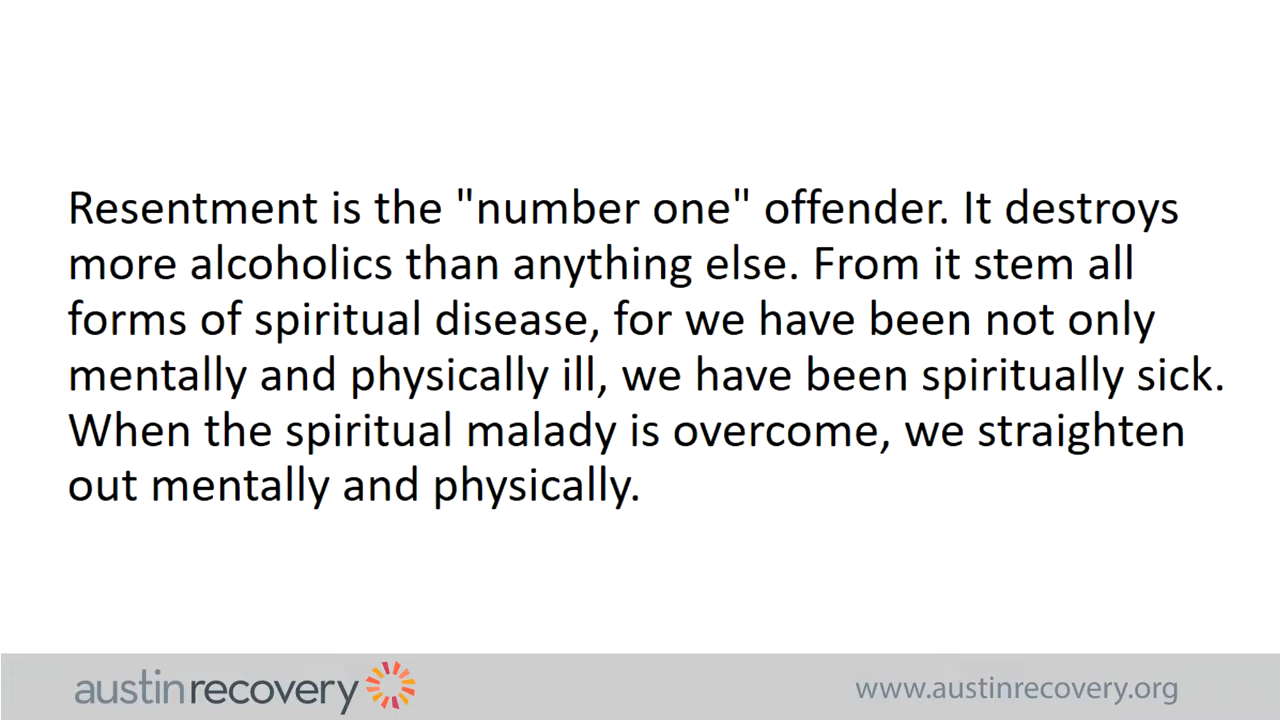 Resentment is the "number one" offender. It destroys
more alcoholics than anything else. From it stem all
forms of spiritual disease, for we have been not only
mentally and physically ill, we have been spiritually sick.
When the spiritual malady is overcome, we straighten
out mentally and physically.
austinrecovery
www.austinrecovery.org